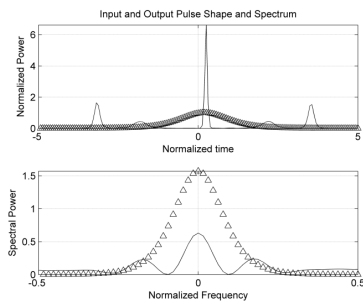 Input and Output Pulse Shape and Spectrum
Normalized Power
6
4
2
0
-5
0
5
Normalized time
Spectral Power
1.5
1
0.5
0
-0.5
0
0.5
Normalized Frequency